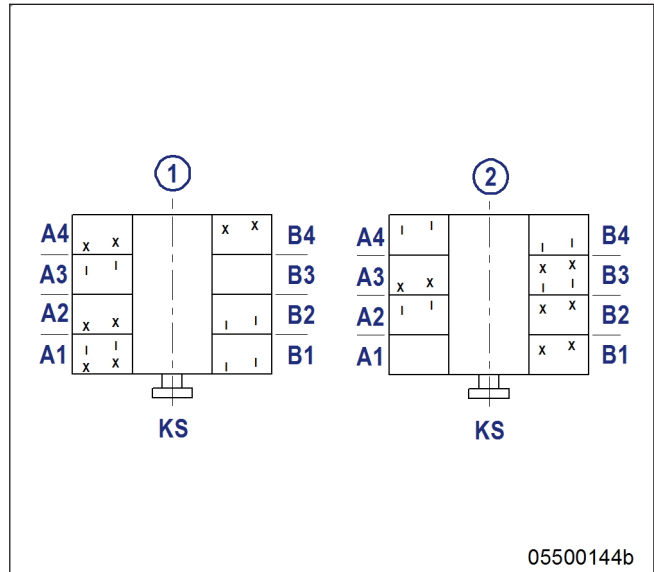 1
A4 x x x x B4
A3 I I B3
A2 x x I I B2
A1 I I
x x I I B1
KS
2
A4 I I I I B4
A3 x x x x B3
I I
A2 I I x x B2
A1 x x B1
KS
05500144b